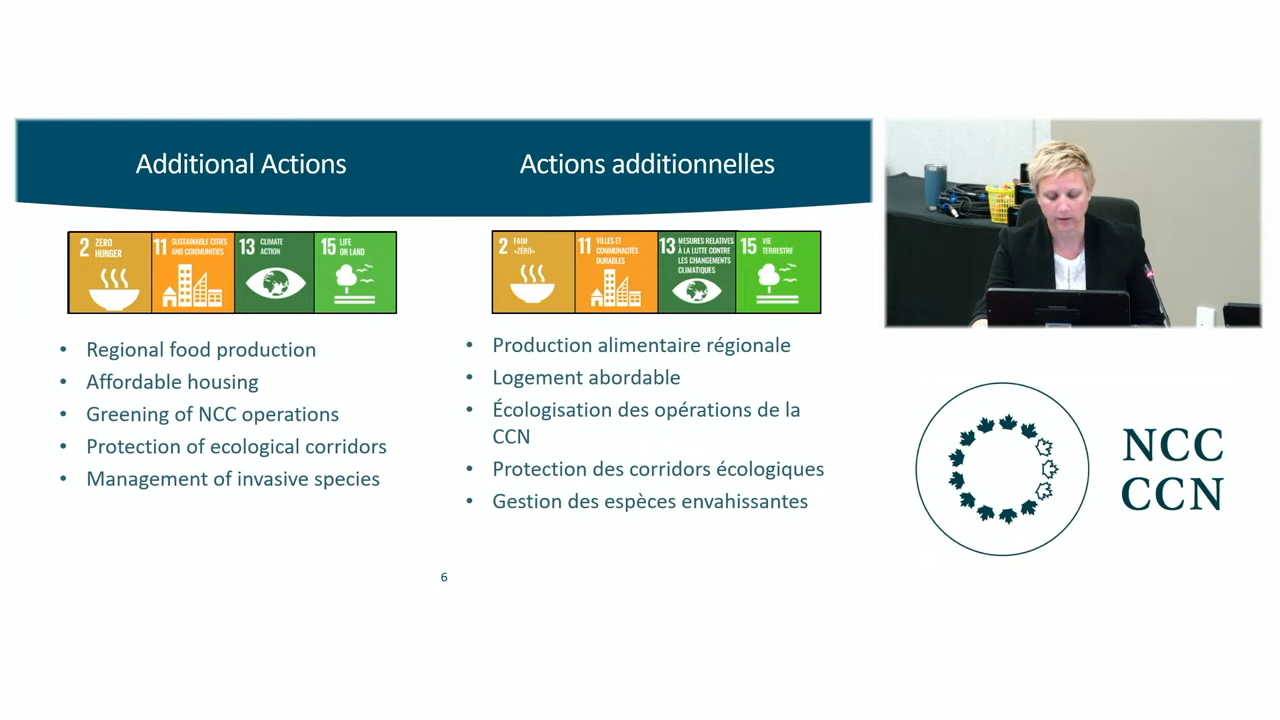 Additional Actions
2 ZERO
HUNGER
11 SUSTAINABLE CITIES
AND COMMUNITIES
13 CLIMATE
ACTION
15 LIFE
ON LAND
• Regional food production
• Affordable housing
• Greening of NCC operations
• Protection of ecological corridors
• Management of invasive species
Actions additionnelles
2 FAIM
«ZÉRO»
11 VILLES ET
COMMUNAUTÉS
DURABLES
13 MESURES RELATIVES
À LA LUTTE CONTRE
LES CHANGEMENTS
CLIMATIQUES
15 VIE
TERRESTRE
• Production alimentaire régionale
• Logement abordable
• Écologisation des opérations de la
CCN
• Protection des corridors écologiques
• Gestion des espèces envahissantes
6
NCC
CCN